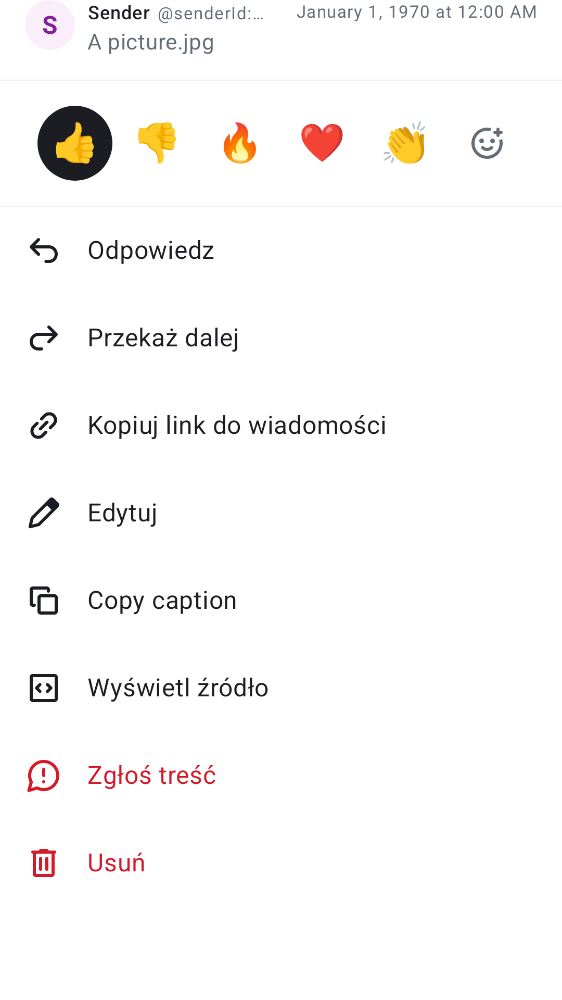 S
Sender @senderId:… January 1, 1970 at 12:00 AM
A picture.jpg
Odpowiedz
Przekaż dalej
Kopiuj link do wiadomości
Edytuj
Copy caption
Wyświetl źródło
Zgłoś treść
Usuń